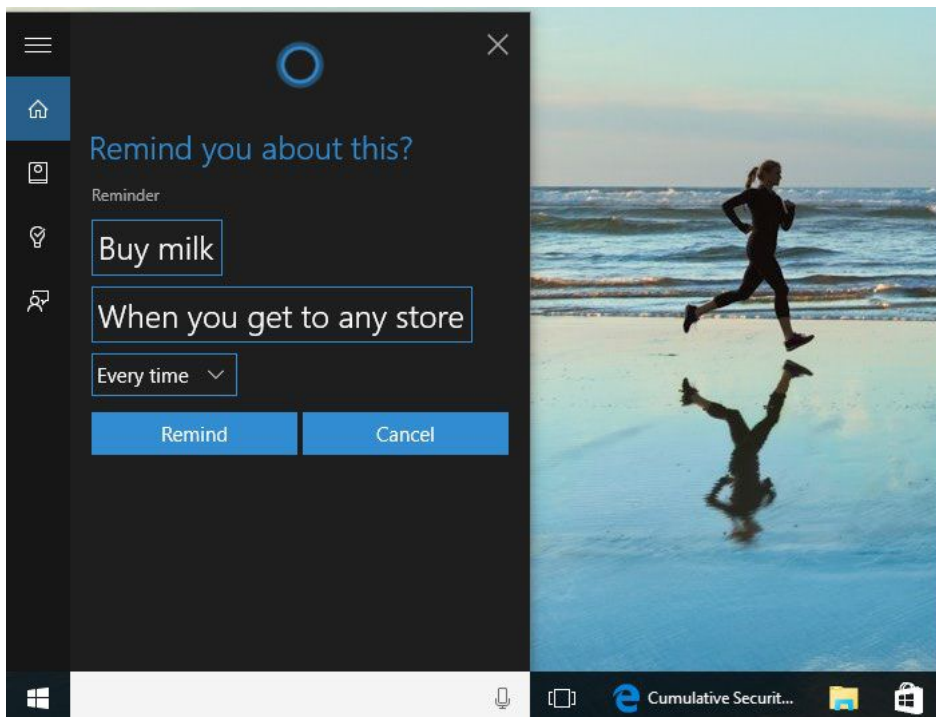 Remind you about this?
Reminder
Buy milk
When you get to any store
Every time
Remind Cancel
Cumulative Securit...